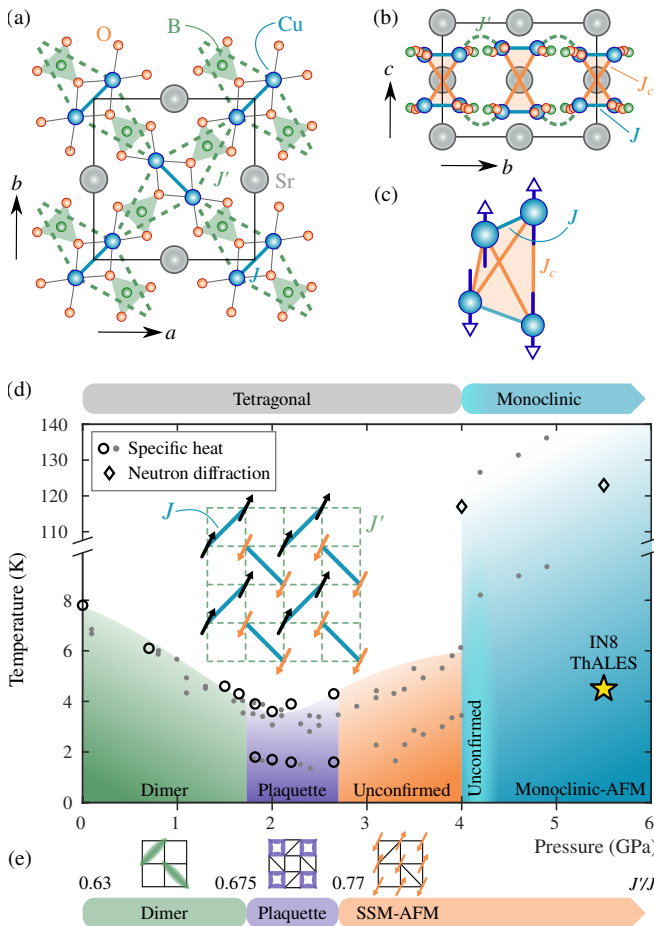 (a)
O
B
Cu
J'
Sr
J
b
a
(b)
J'
c
J_c
J
b
(c)
J
J_c
(d)
Tetragonal
Monoclinic
140
130
120
110
8
6
4
2
0
Temperature (K)
Specific heat
Neutron diffraction
J
J'
IN8
ThALES
Dimer
Plaquette
Unconfirmed
Unconfirmed
Monoclinic-AFM
0 1 2 3 4 5 6
Pressure (GPa)
(e)
0.63 0.675 0.77 J'/J
Dimer
Plaquette
SSM-AFM